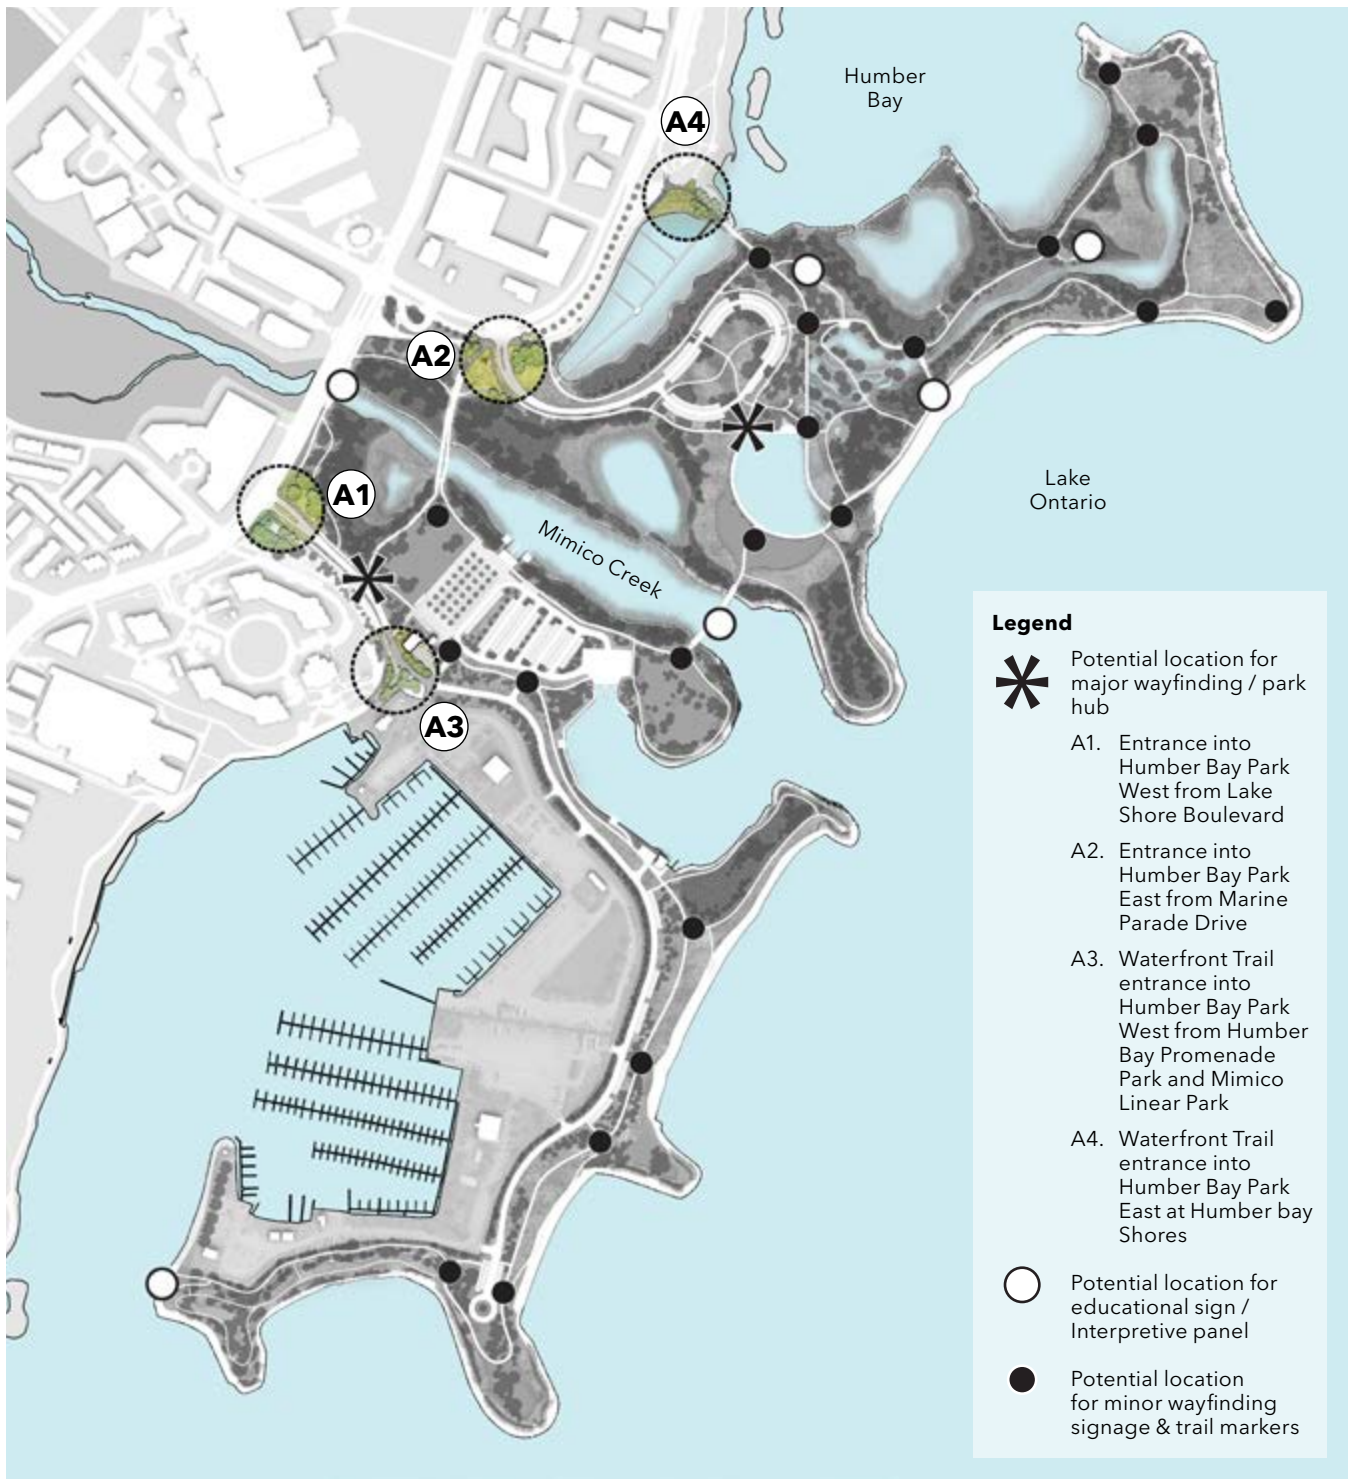 Humber
Bay
A4
A2
A1
Lake
Ontario
Mimico Creek
A3
Legend
Potential location for
major wayfinding / park
hub
A1. Entrance into
Humber Bay Park
West from Lake
Shore Boulevard
A2. Entrance into
Humber Bay Park
East from Marine
Parade Drive
A3. Waterfront Trail
entrance into
Humber Bay Park
West from Humber
Bay Promenade
Park and Mimico
Linear Park
A4. Waterfront Trail
entrance into
Humber Bay Park
East at Humber bay
Shores
Potential location for
educational sign /
Interpretive panel
Potential location
for minor wayfinding
signage & trail markers